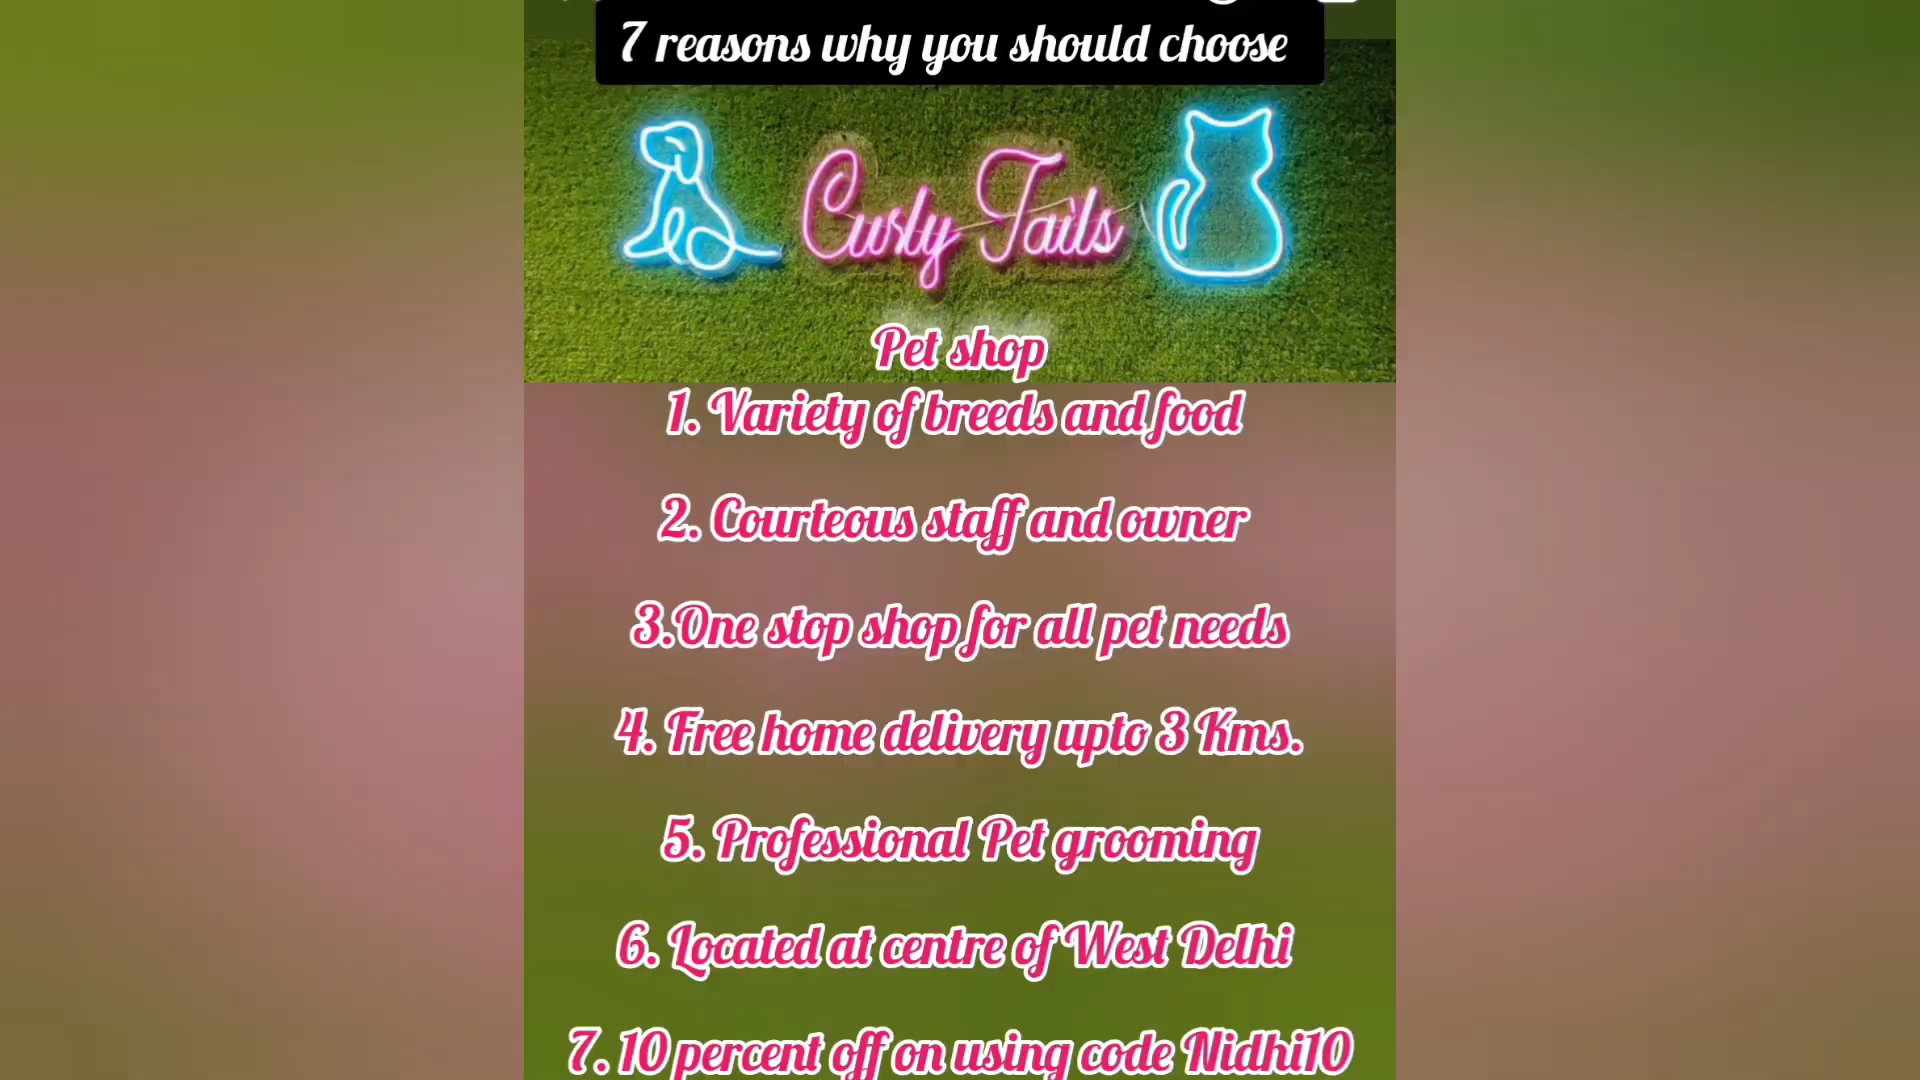 7 reasons why you should choose
Curly Tails
Pet shop
1. Variety of breeds and food
2. Courteous staff and owner
3.One stop shop for all pet needs
4. Free home delivery upto 3 Kms.
5. Professional Pet grooming
6. Located at centre of West Delhi
7. 10 percent off on using code Nidhi10